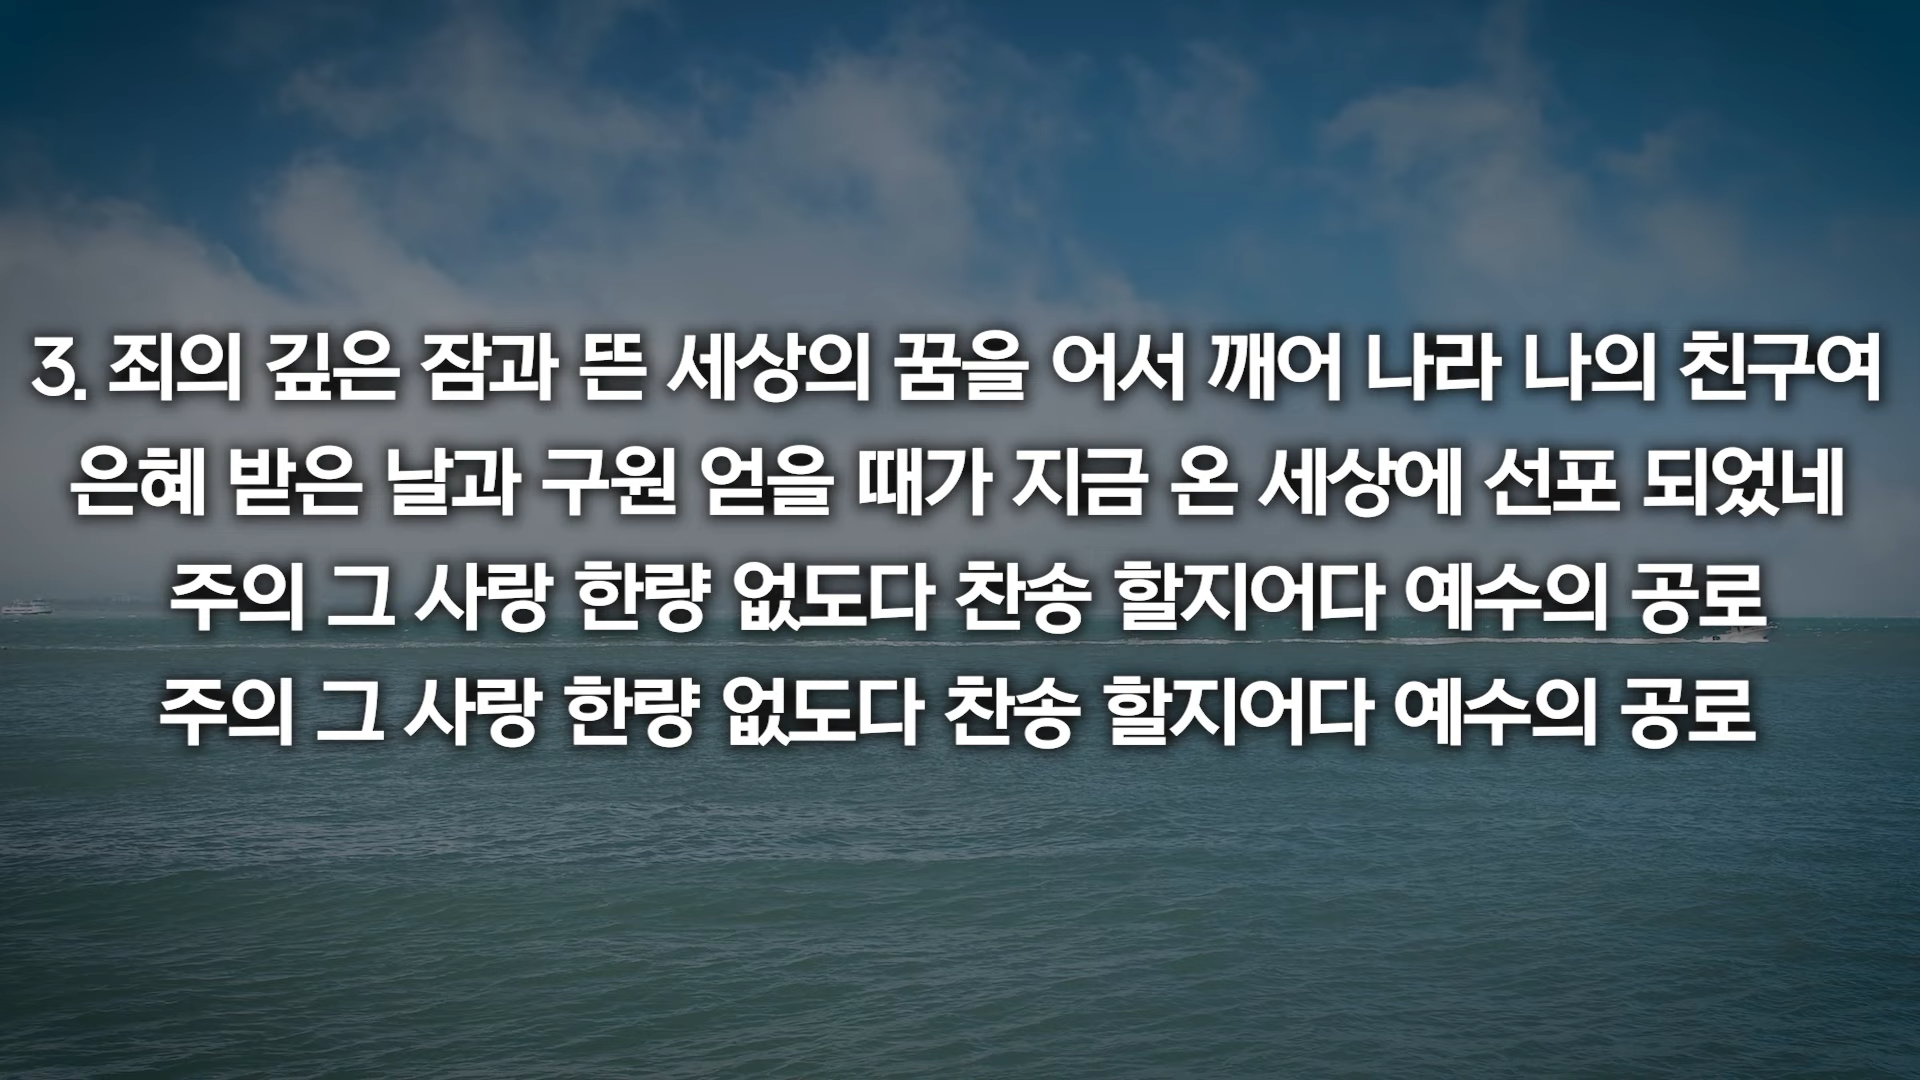 3. 죄의 깊은 잠과 뜬 세상의 꿈을 어서 깨어 나라 나의 친구여
은혜 받은 날과 구원 얻을 때가 지금 온 세상에 선포 되었네
주의 그 사랑 한량 없도다 찬송 할지어다 예수의 공로
주의 그 사랑 한량 없도다 찬송 할지어다 예수의 공로